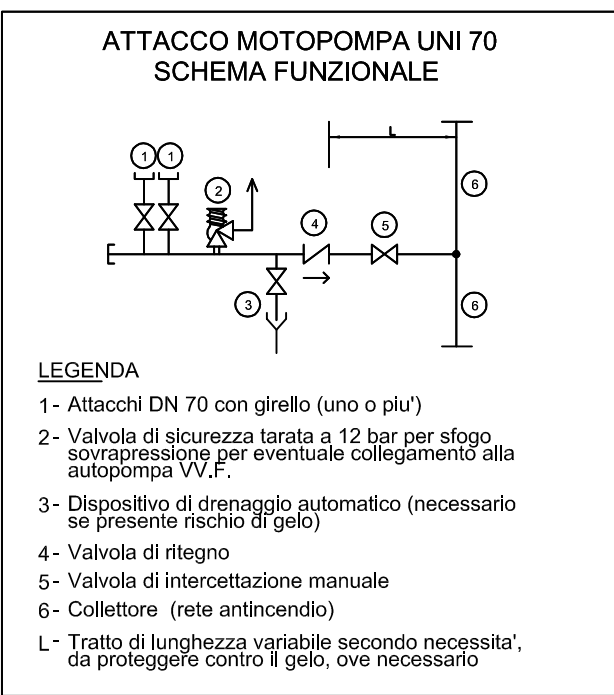 ATTACCO MOTOPOMPA UNI 70
SCHEMA FUNZIONALE
L
1 1
2
6
4
5
3
6
LEGENDA
1- Attacchi DN 70 con girello (uno o piu')
2- Valvola di sicurezza tarata a 12 bar per sfogo
sovrapressione per eventuale collegamento alla
autopompa VV.F.
3- Dispositivo di drenaggio automatico (necessario
se presente rischio di gelo)
4- Valvola di ritegno
5- Valvola di intercettazione manuale
6- Collettore (rete antincendio)
L- Tratto di lunghezza variabile secondo necessita',
da proteggere contro il gelo, ove necessario